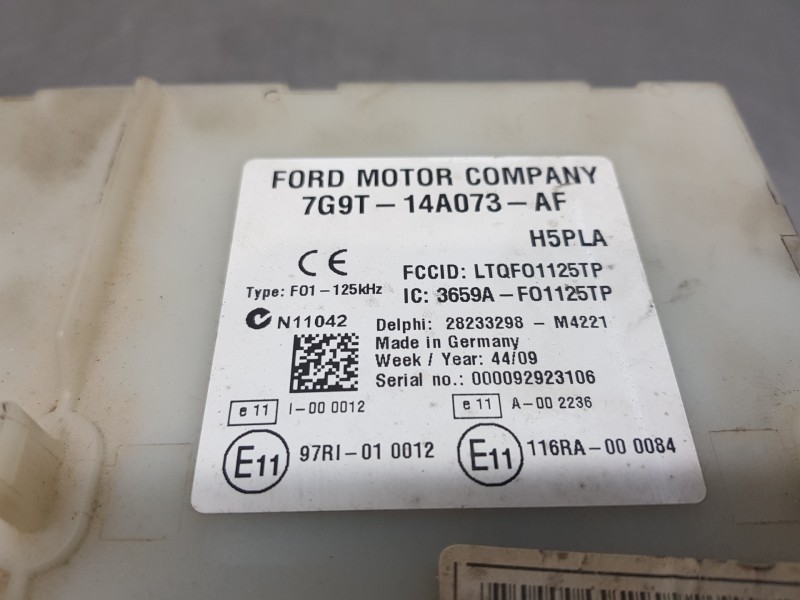 FORD MOTOR COMPANY
7G9T-14A073-AF
H5PLA
CE
FCCID: LTQFO1125TP
Type: F01-125kHz
IC: 3659A-FO1125TP
N11042
Delphi: 28233298 - M4221
Made in Germany
Week / Year: 44/09
Serial no.: 000092923106
e 11 I-00 0012
e 11 A-00 2236
E11 97RI-01 0012
E11 116RA-00 0084